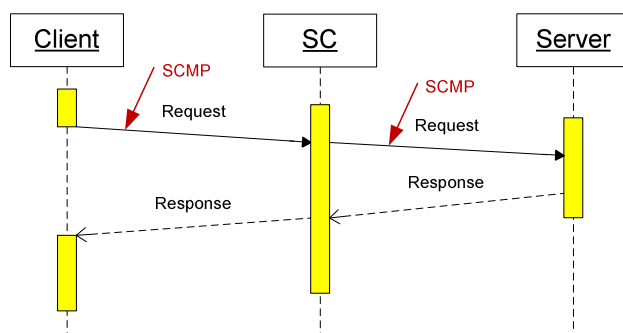 Client
SC
Server
SCMP
SCMP
Request
Request
Response
Response